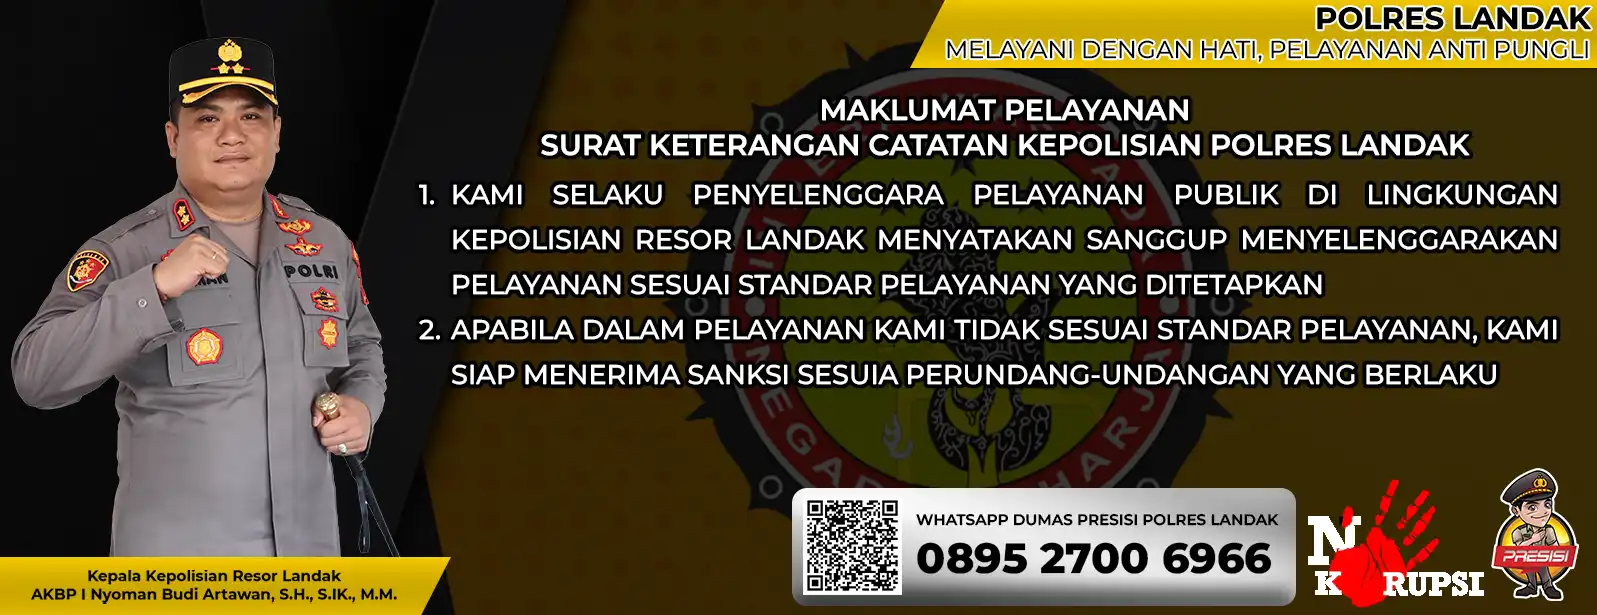 POLRES LANDAK
MELAYANI DENGAN HATI, PELAYANAN ANTI PUNGLI
MAKLUMAT PELAYANAN
SURAT KETERANGAN CATATAN KEPOLISIAN POLRES LANDAK
1. KAMI SELAKU PENYELENGGARA PELAYANAN PUBLIK DI LINGKUNGAN
KEPOLISIAN RESOR LANDAK MENYATAKAN SANGGUP MENYELENGGARAKAN
PELAYANAN SESUAI STANDAR PELAYANAN YANG DITETAPKAN
2. APABILA DALAM PELAYANAN KAMI TIDAK SESUAI STANDAR PELAYANAN, KAMI
SIAP MENERIMA SANKSI SESUIA PERUNDANG-UNDANGAN YANG BERLAKU
POLRI
WHATSAPP DUMAS PRESISI POLRES LANDAK
0895 2700 6966
N
K RUPSI
PRESISI
Kepala Kepolisian Resor Landak
AKBP I Nyoman Budi Artawan, S.H., S.IK., M.M.